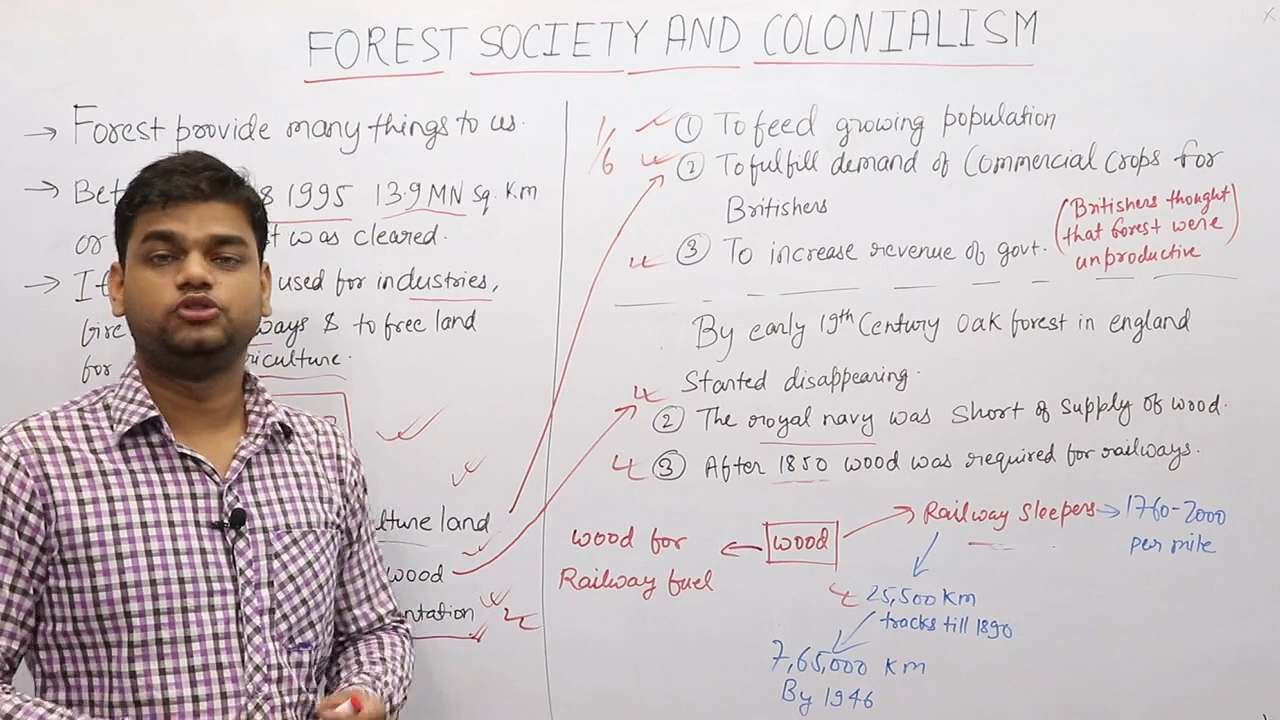 FOREST SOCIETY AND COLONIALISM
→ Forest provide many things to us.
→ Bet & 1995 13.9 MN Sq. Km
or t was cleared.
→ It used for industries,
fire ways & to free land
for riculture.
lture land
wood
ntation
1/6
① To feed growing population
② To fulfill demand of Commercial Crops for
Britishers
③ To increase revenue of govt.
(Britishers thought
that forest were
unproductive)
By early 19th Century Oak forest in england
Started disappearing.
② The royal navy was short of supply of wood.
③ After 1850 wood was required for railways.
wood for
Railway fuel
wood
Railway Sleepers → 1760-2000
per mile
25,500 km
tracks till 1890
7,65,000 km
By 1946